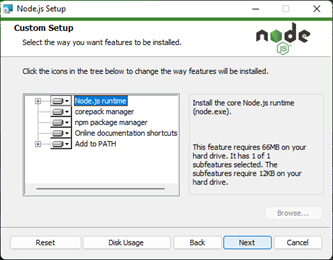 Node.js Setup
Custom Setup
Select the way you want features to be installed.
node
JS
Click the icons in the tree below to change the way features will be installed.
Node.js runtime
corepack manager
npm package manager
Online documentation shortcuts
Add to PATH
Install the core Node.js runtime
(node.exe).
This feature requires 66MB on your
hard drive. It has 1 of 1
subfeatures selected. The
subfeatures require 12KB on your
hard drive.
Browse...
Reset
Disk Usage
Back
Next
Cancel